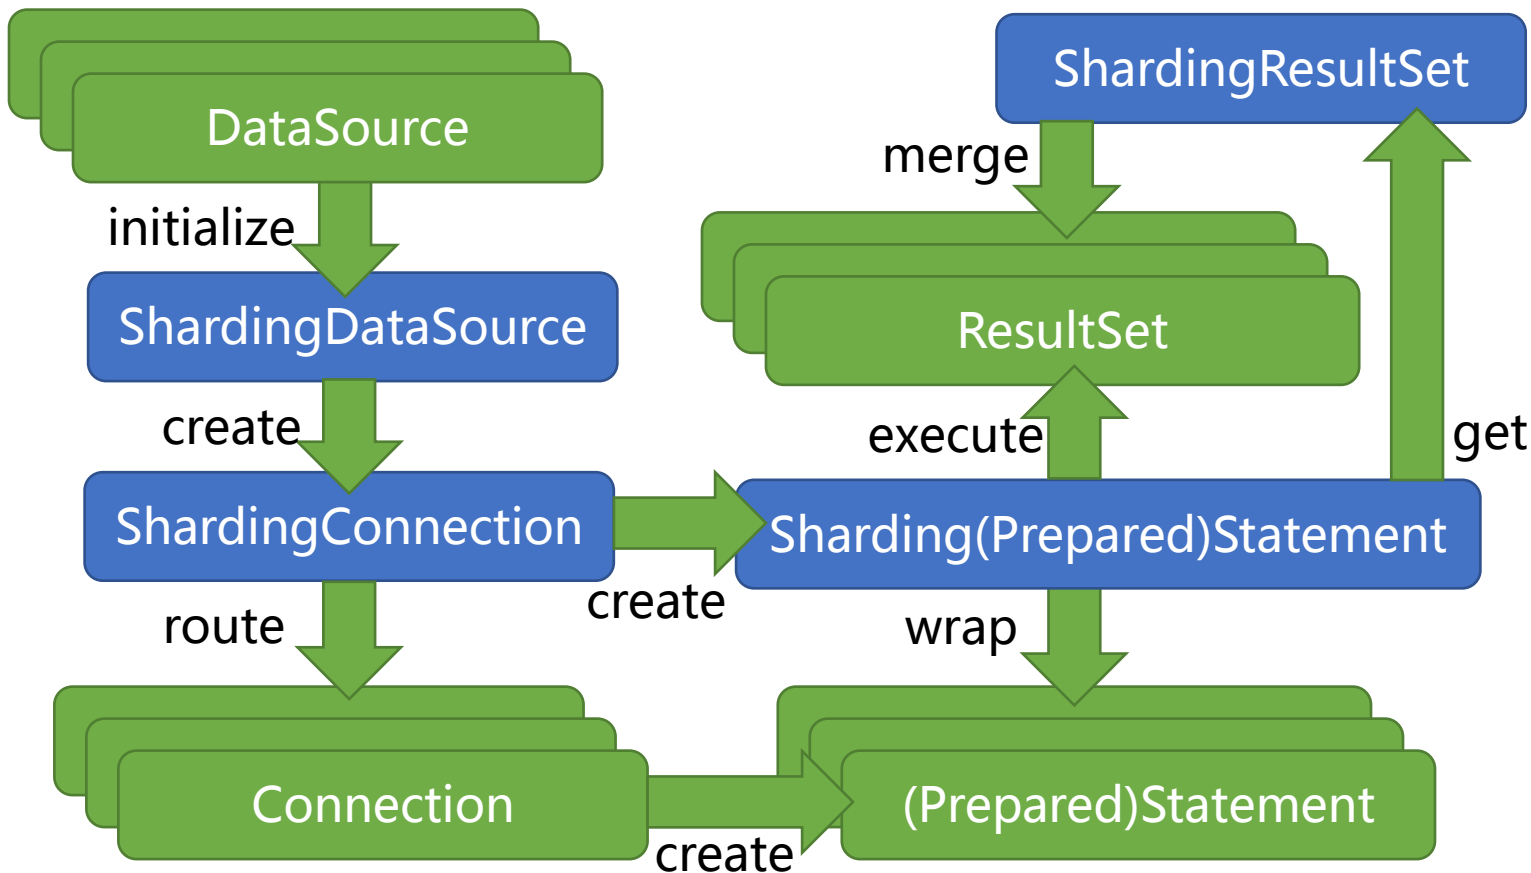 DataSource
initialize
ShardingDataSource
create
ShardingConnection
create
route
Connection
create
ShardingResultSet
merge
ResultSet
execute
get
Sharding(Prepared)Statement
wrap
(Prepared)Statement